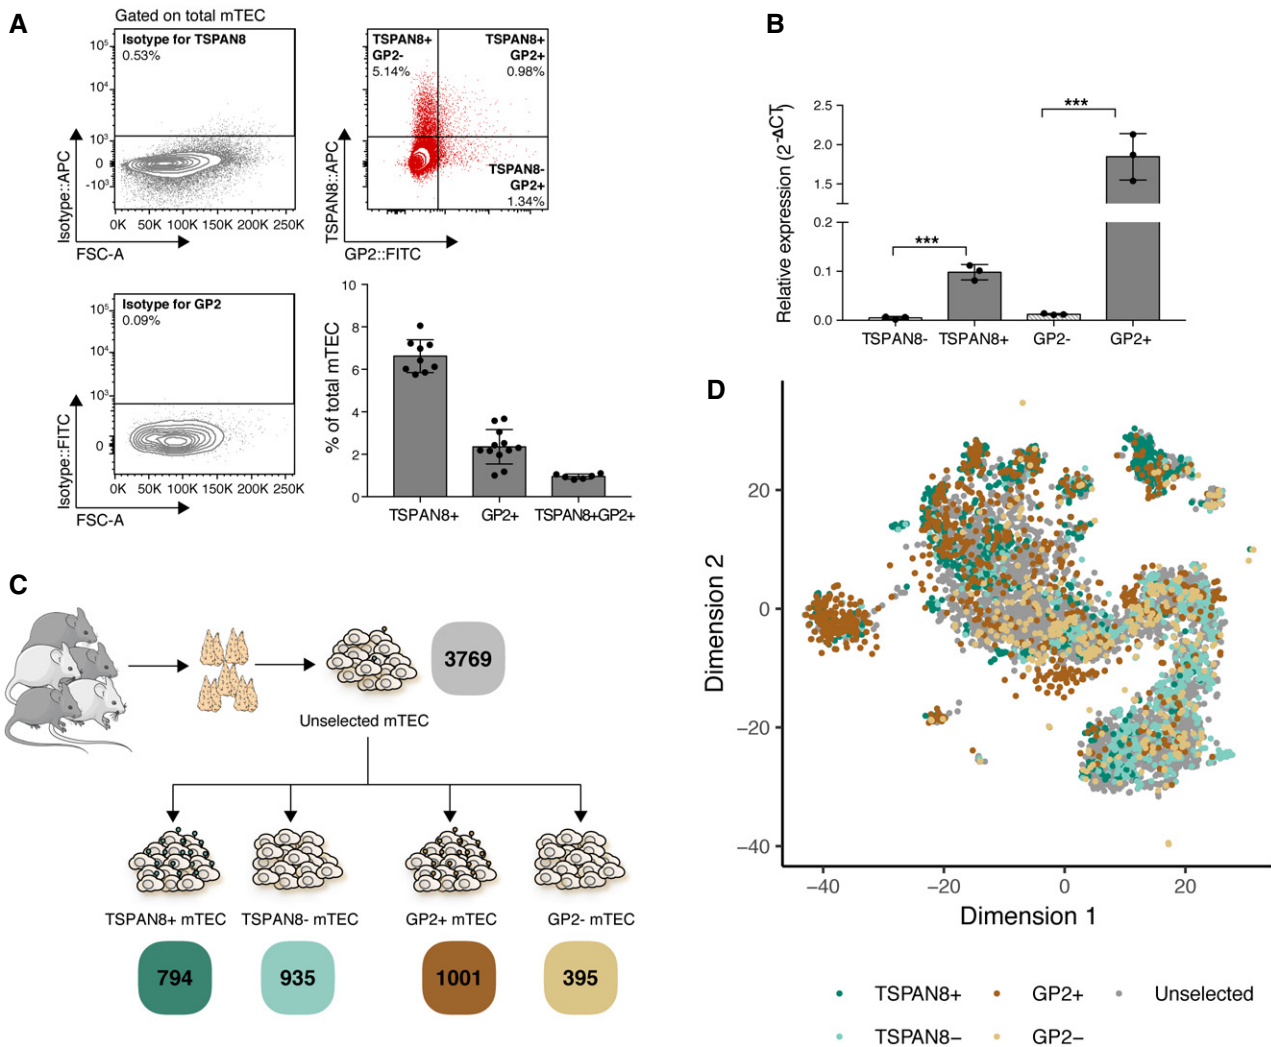 A
Gated on total mTEC
Isotype for TSPAN8
0.53%
10⁵
10⁴
10³
0
-10³
Isotype::APC
0K 50K 100K 150K 200K 250K
FSC-A
TSPAN8+
GP2-
5.14%
TSPAN8+
GP2+
0.98%
TSPAN8-
GP2+
1.34%
TSPAN8::APC
GP2::FITC
Isotype for GP2
0.09%
10⁵
10⁴
10³
0
Isotype::FITC
0K 50K 100K 150K 200K 250K
FSC-A
% of total mTEC
10
8
6
4
2
0
TSPAN8+ GP2+ TSPAN8+GP2+
B
Relative expression (2^-ΔCT)
2.5
2.0
1.5
0.2
0.1
0.0
***
***
TSPAN8- TSPAN8+ GP2- GP2+
C
3769
Unselected mTEC
TSPAN8+ mTEC TSPAN8- mTEC GP2+ mTEC GP2- mTEC
794 935 1001 395
D
Dimension 2
20
0
−20
−40
−40 −20 0 20
Dimension 1
TSPAN8+ GP2+ Unselected
TSPAN8− GP2−